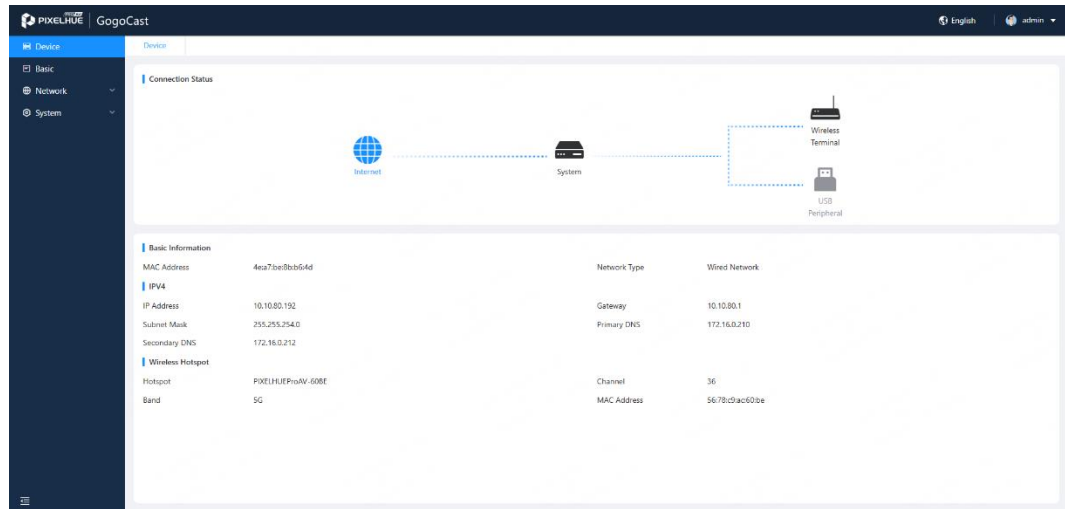 PIXELHUE GogoCast English admin
Device Device
Basic
Network
System
Connection Status
Internet
System
Wireless
Terminal
USB
Peripheral
Basic Information
MAC Address 4e:a7:be:8b:b6:4d Network Type Wired Network
IPV4
IP Address 10.10.80.192 Gateway 10.10.80.1
Subnet Mask 255.255.254.0 Primary DNS 172.16.0.210
Secondary DNS 172.16.0.212
Wireless Hotspot
Hotspot PIXELHUEProAV-60BE Channel 36
Band 5G MAC Address 56:78:c9:ac:60:be